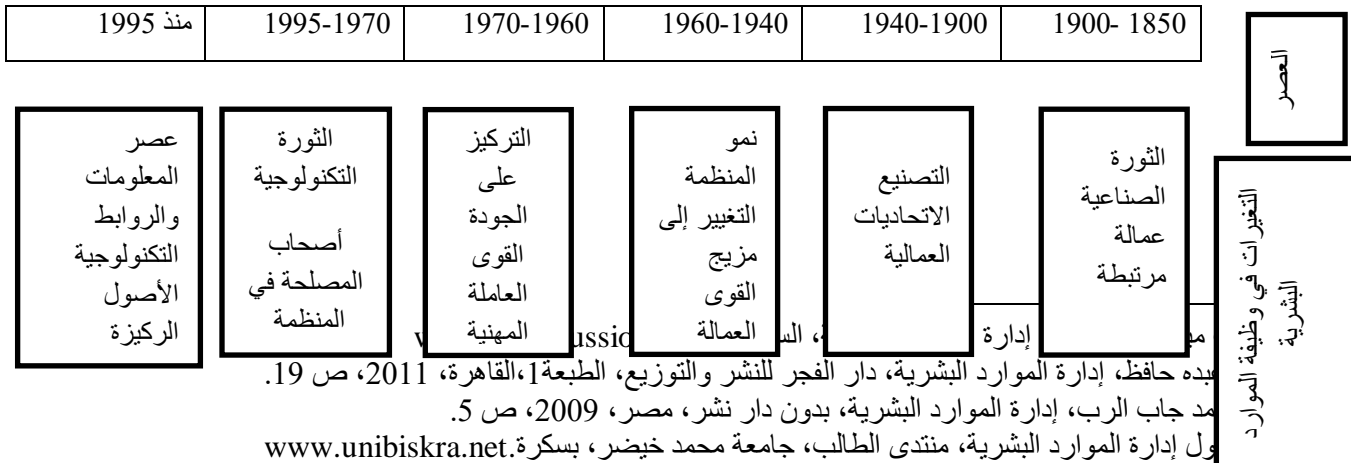 العصر
1850 -1900
1900-1940
1940-1960
1960-1970
1970-1995
منذ 1995
التغيرات في وظيفة الموارد
البشرية
الثورة
الصناعية
عمالة
مرتبطة
التصنيع
الاتحاديات
العمالية
نمو
المنظمة
التغيير إلى
مزيج
القوى
العمالة
التركيز
على
الجودة
القوى
العاملة
المهنية
الثورة
التكنولوجية
أصحاب
المصلحة في
المنظمة
عصر
المعلومات
والروابط
التكنولوجية
الأصول
الركيزة
إدارة
عبده حافظ، إدارة الموارد البشرية، دار الفجر للنشر والتوزيع، الطبعة1،القاهرة، 2011، ص 19.
جاب الرب، إدارة الموارد البشرية، بدون دار نشر، مصر، 2009، ص 5.
إدارة الموارد البشرية، منتدى الطالب، جامعة محمد خيضر، بسكرة.www.unibiskra.net